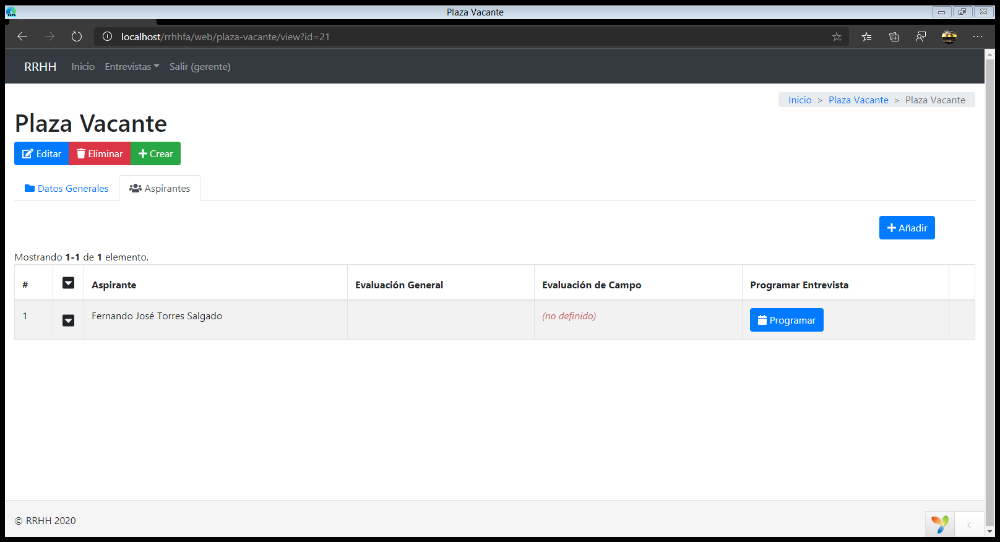 Plaza Vacante
localhost/rrhhfa/web/plaza-vacante/view?id=21
RRHH Inicio Entrevistas Salir (gerente)
Inicio > Plaza Vacante > Plaza Vacante
Plaza Vacante
Editar Eliminar Crear
Datos Generales Aspirantes
Añadir
Mostrando 1-1 de 1 elemento.
# Aspirante Evaluación General Evaluación de Campo Programar Entrevista
1 Fernando José Torres Salgado (no definido) Programar
© RRHH 2020